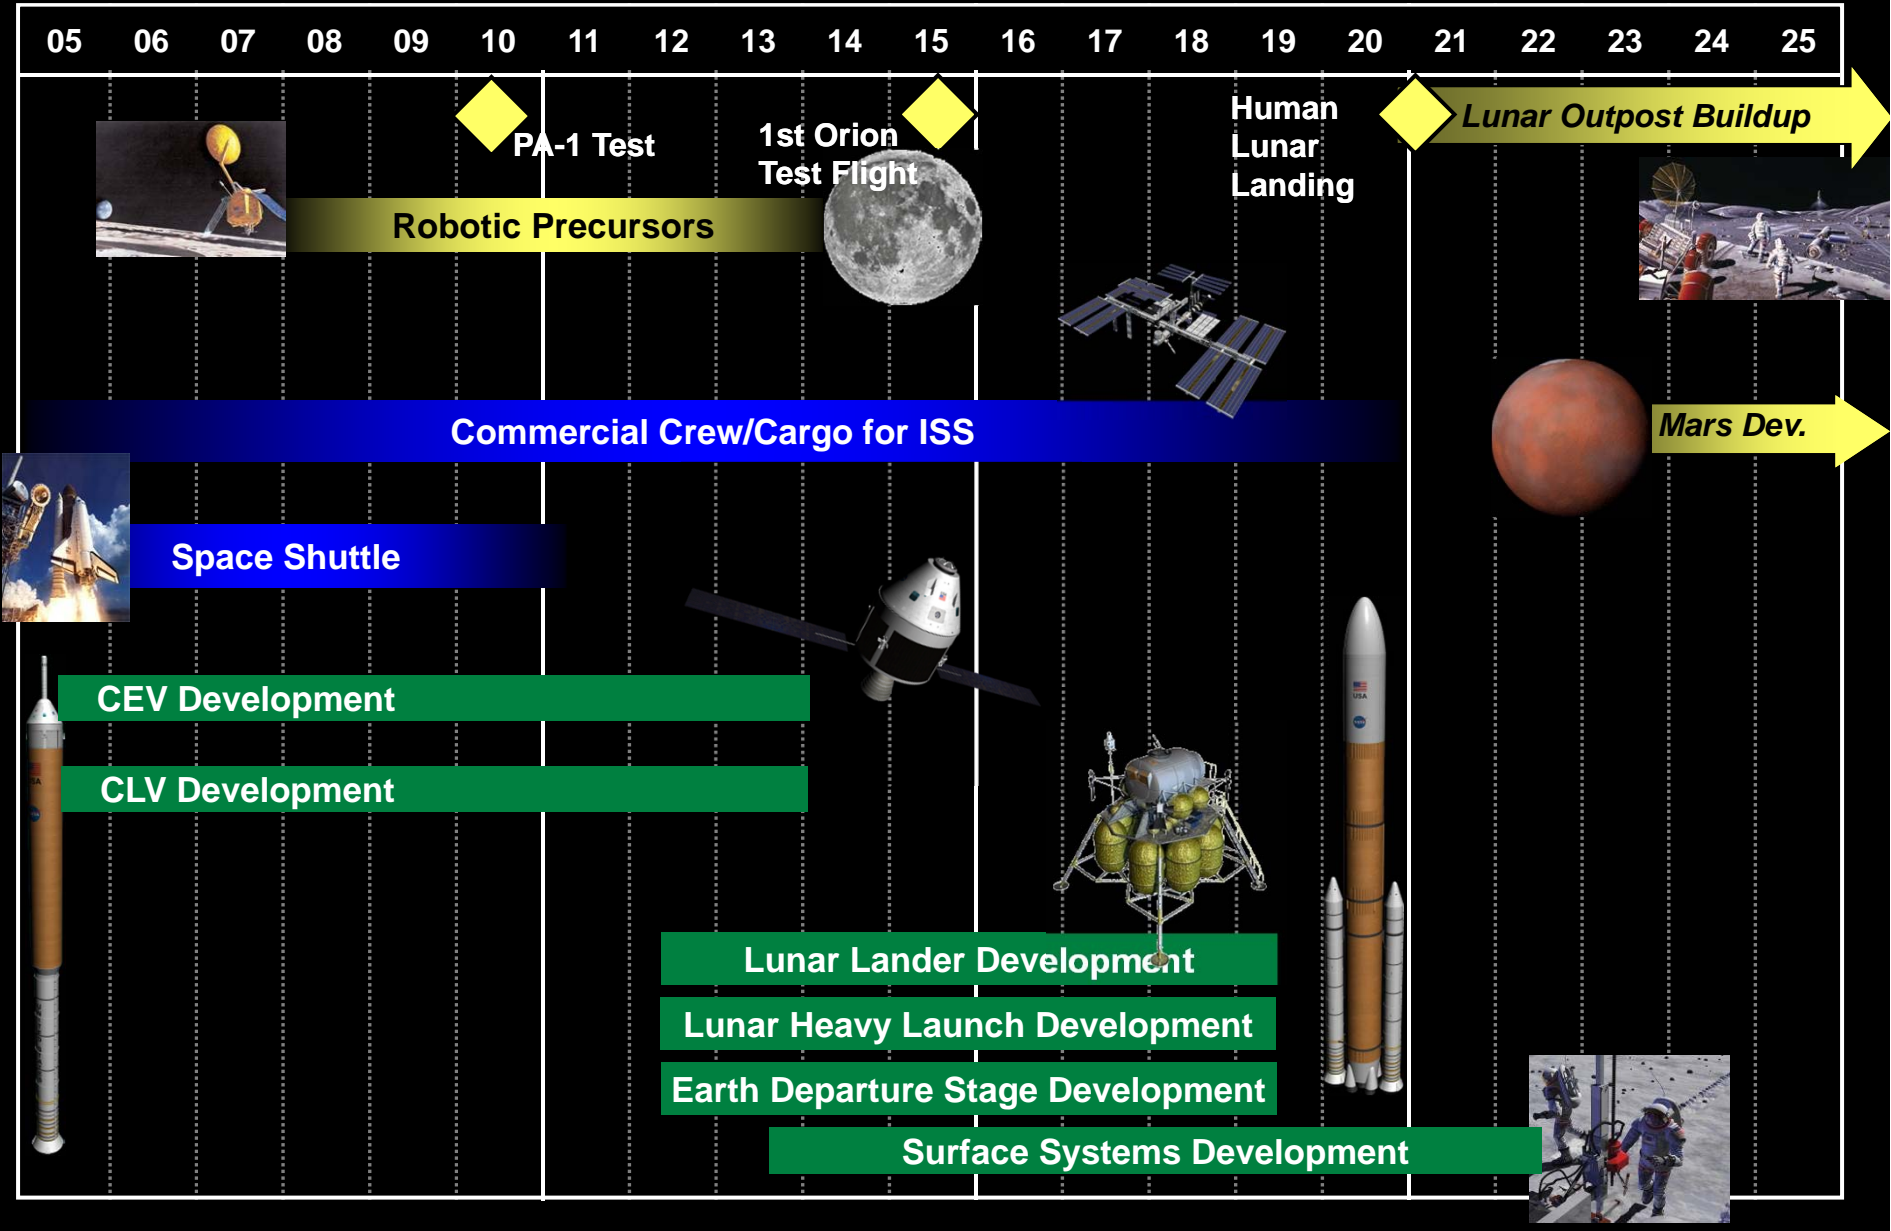 05 06 07 08 09 10 11 12 13 14 15 16 17 18 19 20 21 22 23 24 25
PA-1 Test
1st Orion
Test Flight
Human
Lunar
Landing
Lunar Outpost Buildup
Robotic Precursors
Commercial Crew/Cargo for ISS
Mars Dev.
Space Shuttle
CEV Development
CLV Development
USA
Lunar Lander Development
Lunar Heavy Launch Development
Earth Departure Stage Development
Surface Systems Development